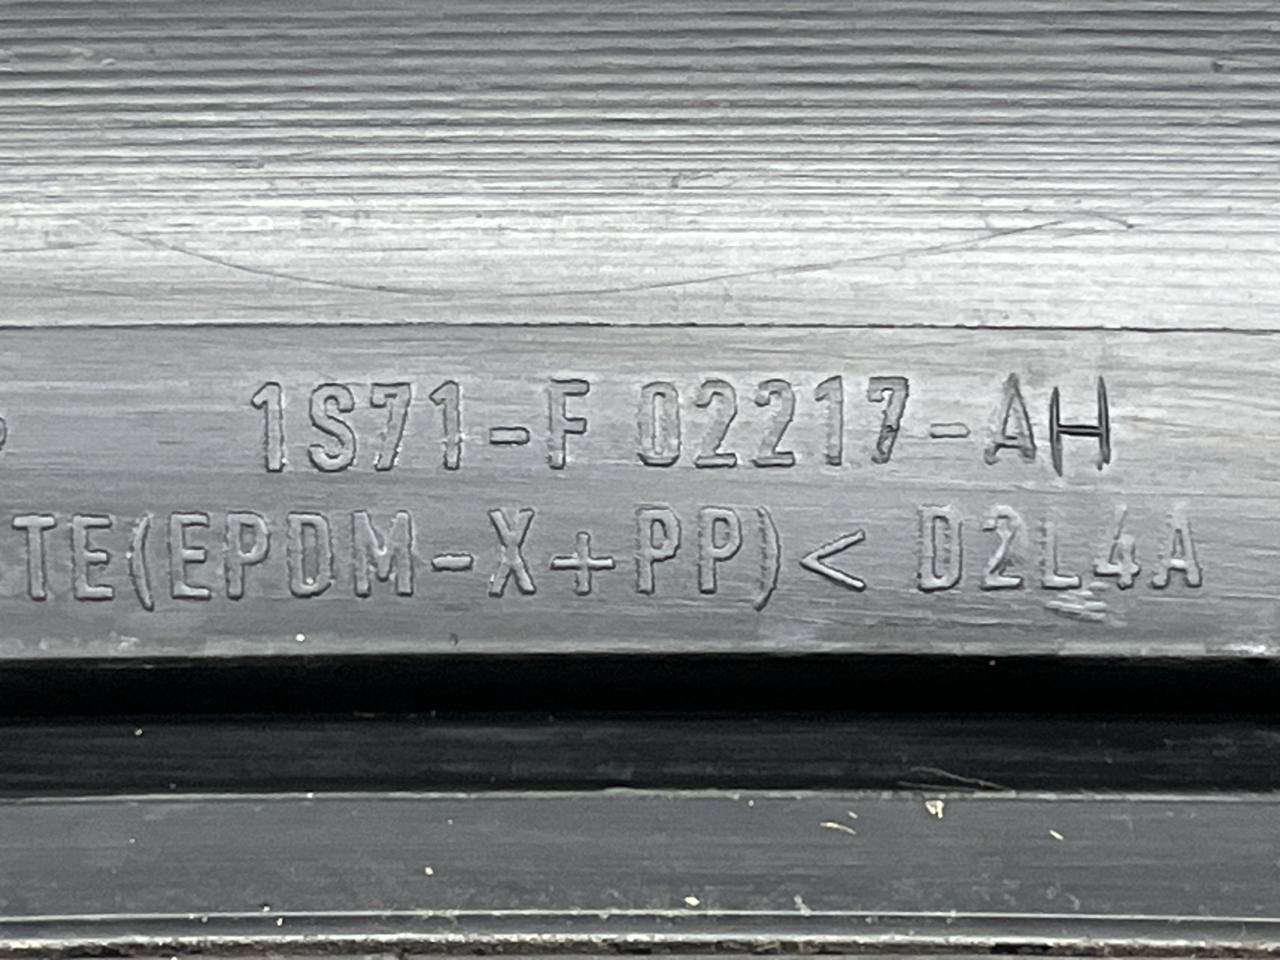 1S71-F 02217-AH
TE(EPDM-X+PP)< D2L4A